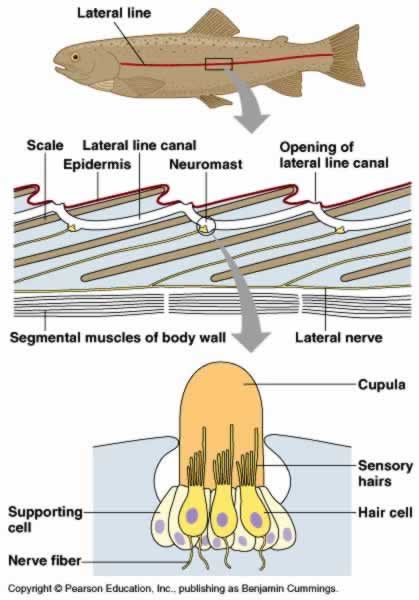 Lateral line
Scale
Lateral line canal
Opening of
lateral line canal
Epidermis
Neuromast
Segmental muscles of body wall
Lateral nerve
Cupula
Sensory
hairs
Supporting
cell
Hair cell
Nerve fiber
Copyright © Pearson Education, Inc., publishing as Benjamin Cummings.